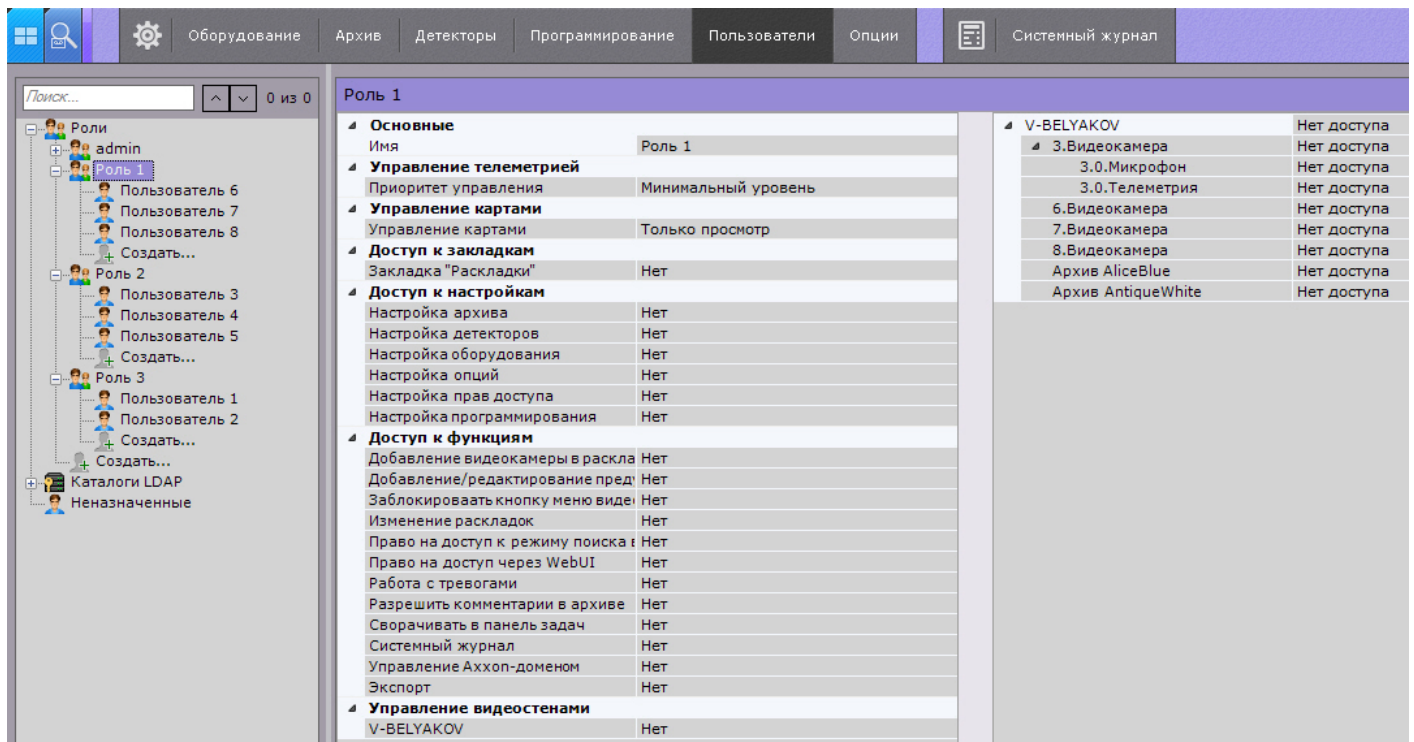 Оборудование Архив Детекторы Программирование Пользователи Опции Системный журнал
Поиск... 0 из 0
Роли
admin
Роль 1
Пользователь 6
Пользователь 7
Пользователь 8
Создать...
Роль 2
Пользователь 3
Пользователь 4
Пользователь 5
Создать...
Роль 3
Пользователь 1
Пользователь 2
Создать...
Создать...
Каталоги LDAP
Неназначенные
Роль 1
Основные
Имя Роль 1
Управление телеметрией
Приоритет управления Минимальный уровень
Управление картами
Управление картами Только просмотр
Доступ к закладкам
Закладка "Раскладки" Нет
Доступ к настройкам
Настройка архива Нет
Настройка детекторов Нет
Настройка оборудования Нет
Настройка опций Нет
Настройка прав доступа Нет
Настройка программирования Нет
Доступ к функциям
Добавление видеокамеры в раскла Нет
Добавление/редактирование пред Нет
Заблокироваать кнопку меню виде Нет
Изменение раскладок Нет
Право на доступ к режиму поиска в Нет
Право на доступ через WebUI Нет
Работа с тревогами Нет
Разрешить комментарии в архиве Нет
Сворачивать в панель задач Нет
Системный журнал Нет
Управление Axxon-доменом Нет
Экспорт Нет
Управление видеостенами
V-BELYAKOV Нет
V-BELYAKOV Нет доступа
3.Видеокамера Нет доступа
3.0.Микрофон Нет доступа
3.0.Телеметрия Нет доступа
6.Видеокамера Нет доступа
7.Видеокамера Нет доступа
8.Видеокамера Нет доступа
Архив AliceBlue Нет доступа
Архив AntiqueWhite Нет доступа